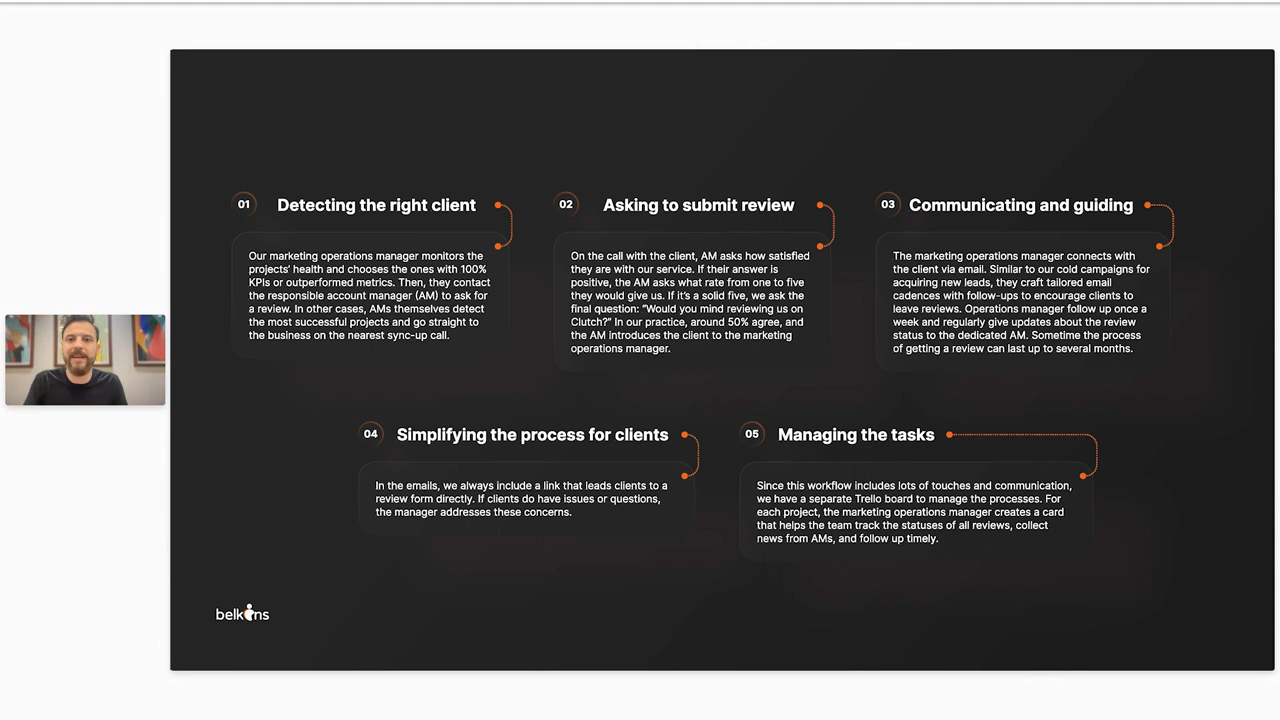 01 Detecting the right client
Our marketing operations manager monitors the
projects' health and chooses the ones with 100%
KPIs or outperformed metrics. Then, they contact
the responsible account manager (AM) to ask for
a review. In other cases, AMs themselves detect
the most successful projects and go straight to
the business on the nearest sync-up call.
02 Asking to submit review
On the call with the client, AM asks how satisfied
they are with our service. If their answer is
positive, the AM asks what rate from one to five
they would give us. If it's a solid five, we ask the
final question: "Would you mind reviewing us on
Clutch?" In our practice, around 50% agree, and
the AM introduces the client to the marketing
operations manager.
03 Communicating and guiding
The marketing operations manager connects with
the client via email. Similar to our cold campaigns for
acquiring new leads, they craft tailored email
cadences with follow-ups to encourage clients to
leave reviews. Operations manager follow up once a
week and regularly give updates about the review
status to the dedicated AM. Sometime the process
of getting a review can last up to several months.
04 Simplifying the process for clients
In the emails, we always include a link that leads clients to a
review form directly. If clients do have issues or questions,
the manager addresses these concerns.
05 Managing the tasks
Since this workflow includes lots of touches and communication,
we have a separate Trello board to manage the processes. For
each project, the marketing operations manager creates a card
that helps the team track the statuses of all reviews, collect
news from AMs, and follow up timely.
belkins